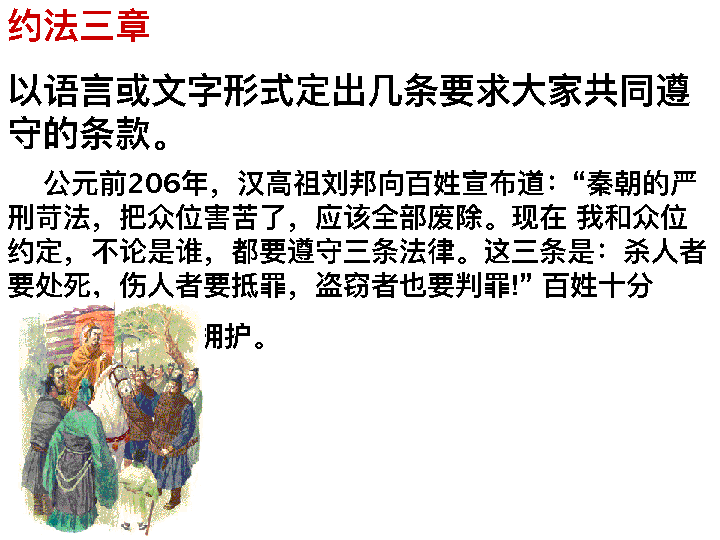 约法三章
以语言或文字形式定出几条要求大家共同遵
守的条款。
公元前206年，汉高祖刘邦向百姓宣布道：“秦朝的严
刑苛法，把众位害苦了，应该全部废除。现在 我和众位
约定，不论是谁，都要遵守三条法律。这三条是：杀人者
要处死，伤人者要抵罪，盗窃者也要判罪!” 百姓十分
拥护。